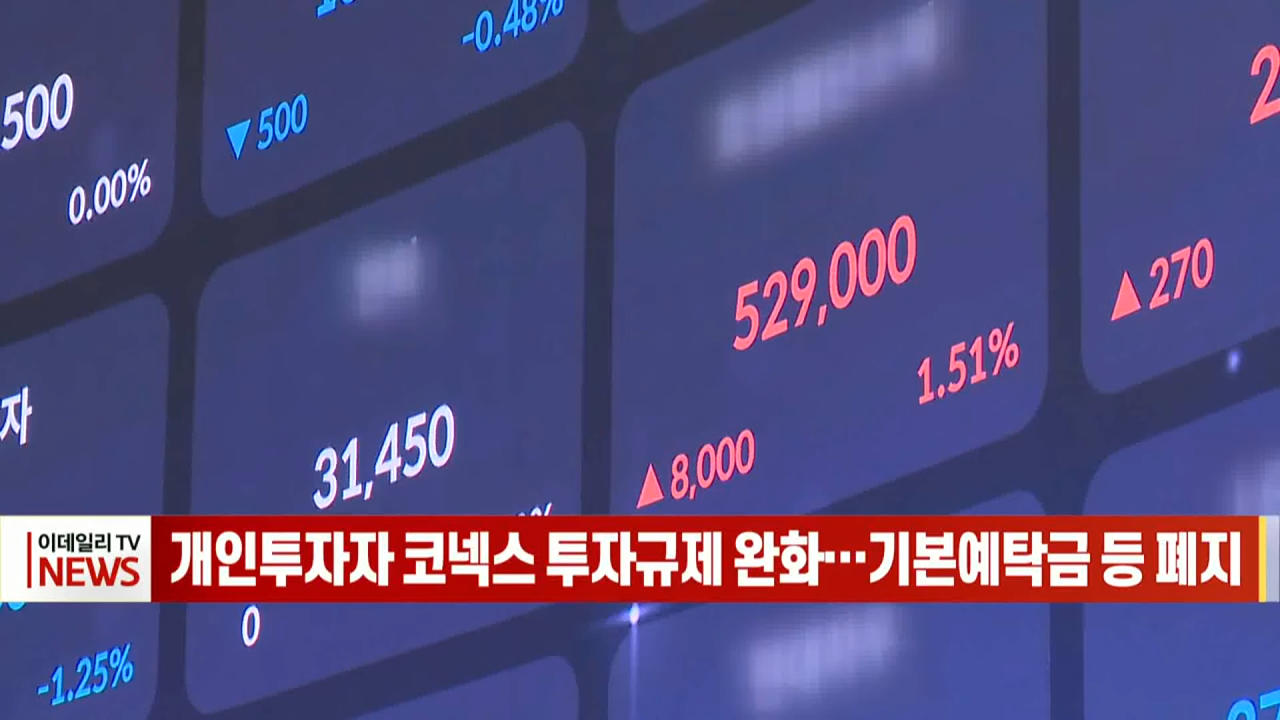 -0.48%
500
▼500
0.00%
529,000
▲270
1.51%
자
31,450
▲8,000
이데일리 TV
NEWS
개인투자자 코넥스 투자규제 완화…기본예탁금 등 폐지
0
-1.25%